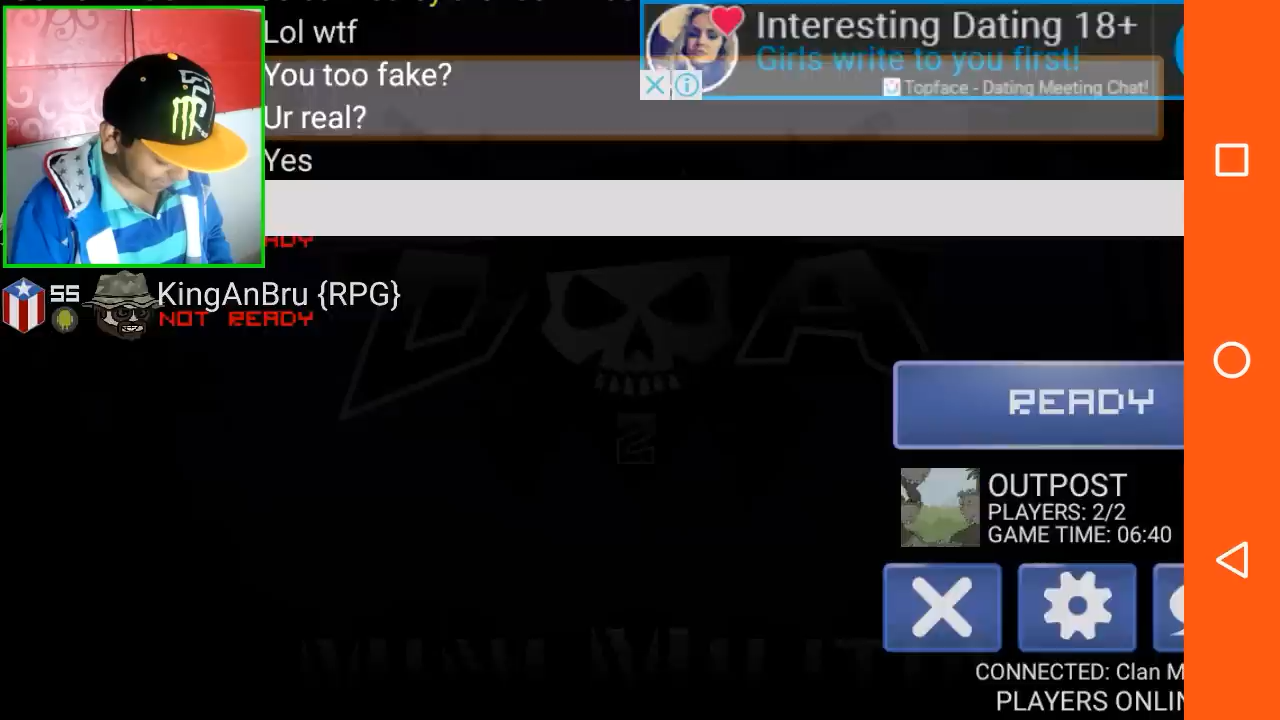 Lol wtf
You too fake?
Ur real?
Yes
Interesting Dating 18+
Girls write to you first!
Topface - Dating Meeting Chat!
ADY
55
KingAnBru {RPG}
NOT READY
D A
2
READY
OUTPOST
PLAYERS: 2/2
GAME TIME: 06:40
CONNECTED: Clan M
PLAYERS ONLIN